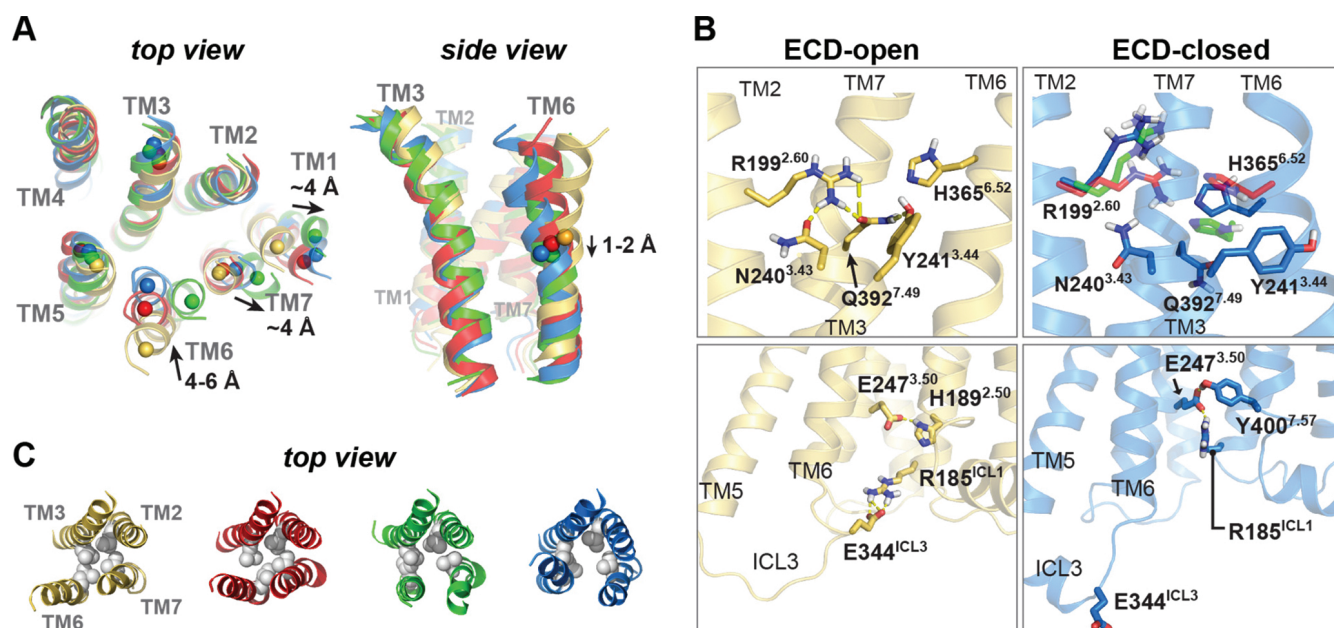 A
top view
side view
TM3
TM2
TM1
~4 Å
TM4
TM5
TM7
~4 Å
TM6
4-6 Å
TM3
TM2
TM6
1-2 Å
TM1
TM7
B
ECD-open
ECD-closed
TM2
TM7
TM6
R199^2.60
H365^6.52
N240^3.43
Y241^3.44
Q392^7.49
TM3
TM2
TM7
TM6
H365^6.52
R199^2.60
N240^3.43
Y241^3.44
Q392^7.49
TM3
E247^3.50
H189^2.50
TM6
TM5
R185^ICL1
E344^ICL3
ICL3
E247^3.50
Y400^7.57
TM5
TM6
R185^ICL1
ICL3
E344^ICL3
C
top view
TM3
TM2
TM6
TM7